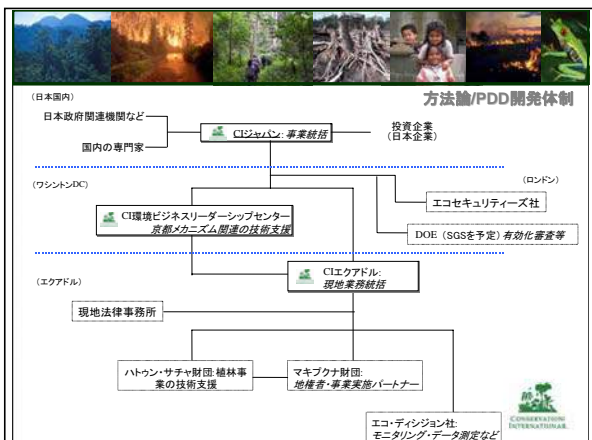 方法論/PDD開発体制
(日本国内)
日本政府関連機関など
国内の専門家
CIジャパン: 事業統括
投資企業
(日本企業)
(ワシントンDC)
(ロンドン)
CI環境ビジネスリーダーシップセンター
京都メカニズム関連の技術支援
エコセキュリティーズ社
DOE (SGSを予定) 有効化審査等
(エクアドル)
CIエクアドル:
現地業務統括
現地法律事務所
ハトゥン・サチャ財団: 植林事
業の技術支援
マキプクナ財団:
地権者・事業実施パートナー
エコ・ディシジョン社:
モニタリング・データ測定など
CONSERVATION
INTERNATIONAL